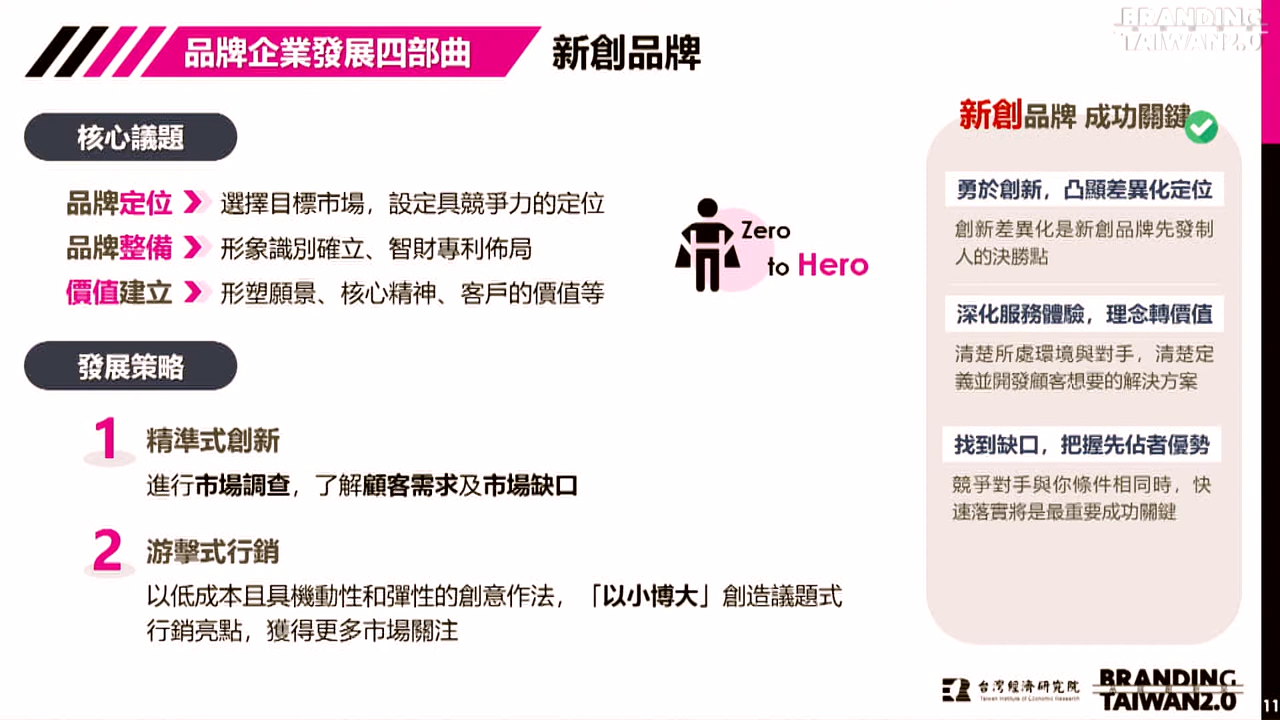 BRANDING
TAIWAN2.0
品牌企業發展四部曲
新創品牌
核心議題
品牌定位 選擇目標市場，設定具競爭力的定位
品牌整備 形象識別確立、智財專利佈局
價值建立 形塑願景、核心精神、客戶的價值等
Zero
to Hero
發展策略
1 精準式創新
進行市場調查，了解顧客需求及市場缺口
2 游擊式行銷
以低成本且具機動性和彈性的創意作法，「以小博大」創造議題式
行銷亮點，獲得更多市場關注
新創品牌 成功關鍵
勇於創新，凸顯差異化定位
創新差異化是新創品牌先發制
人的決勝點
深化服務體驗，理念轉價值
清楚所處環境與對手，清楚定
義並開發顧客想要的解決方案
找到缺口，把握先佔者優勢
競爭對手與你條件相同時，快
速落實將是最重要成功關鍵
台灣經濟研究院
Taiwan Institute of Economic Research
BRANDING
TAIWAN2.0
11